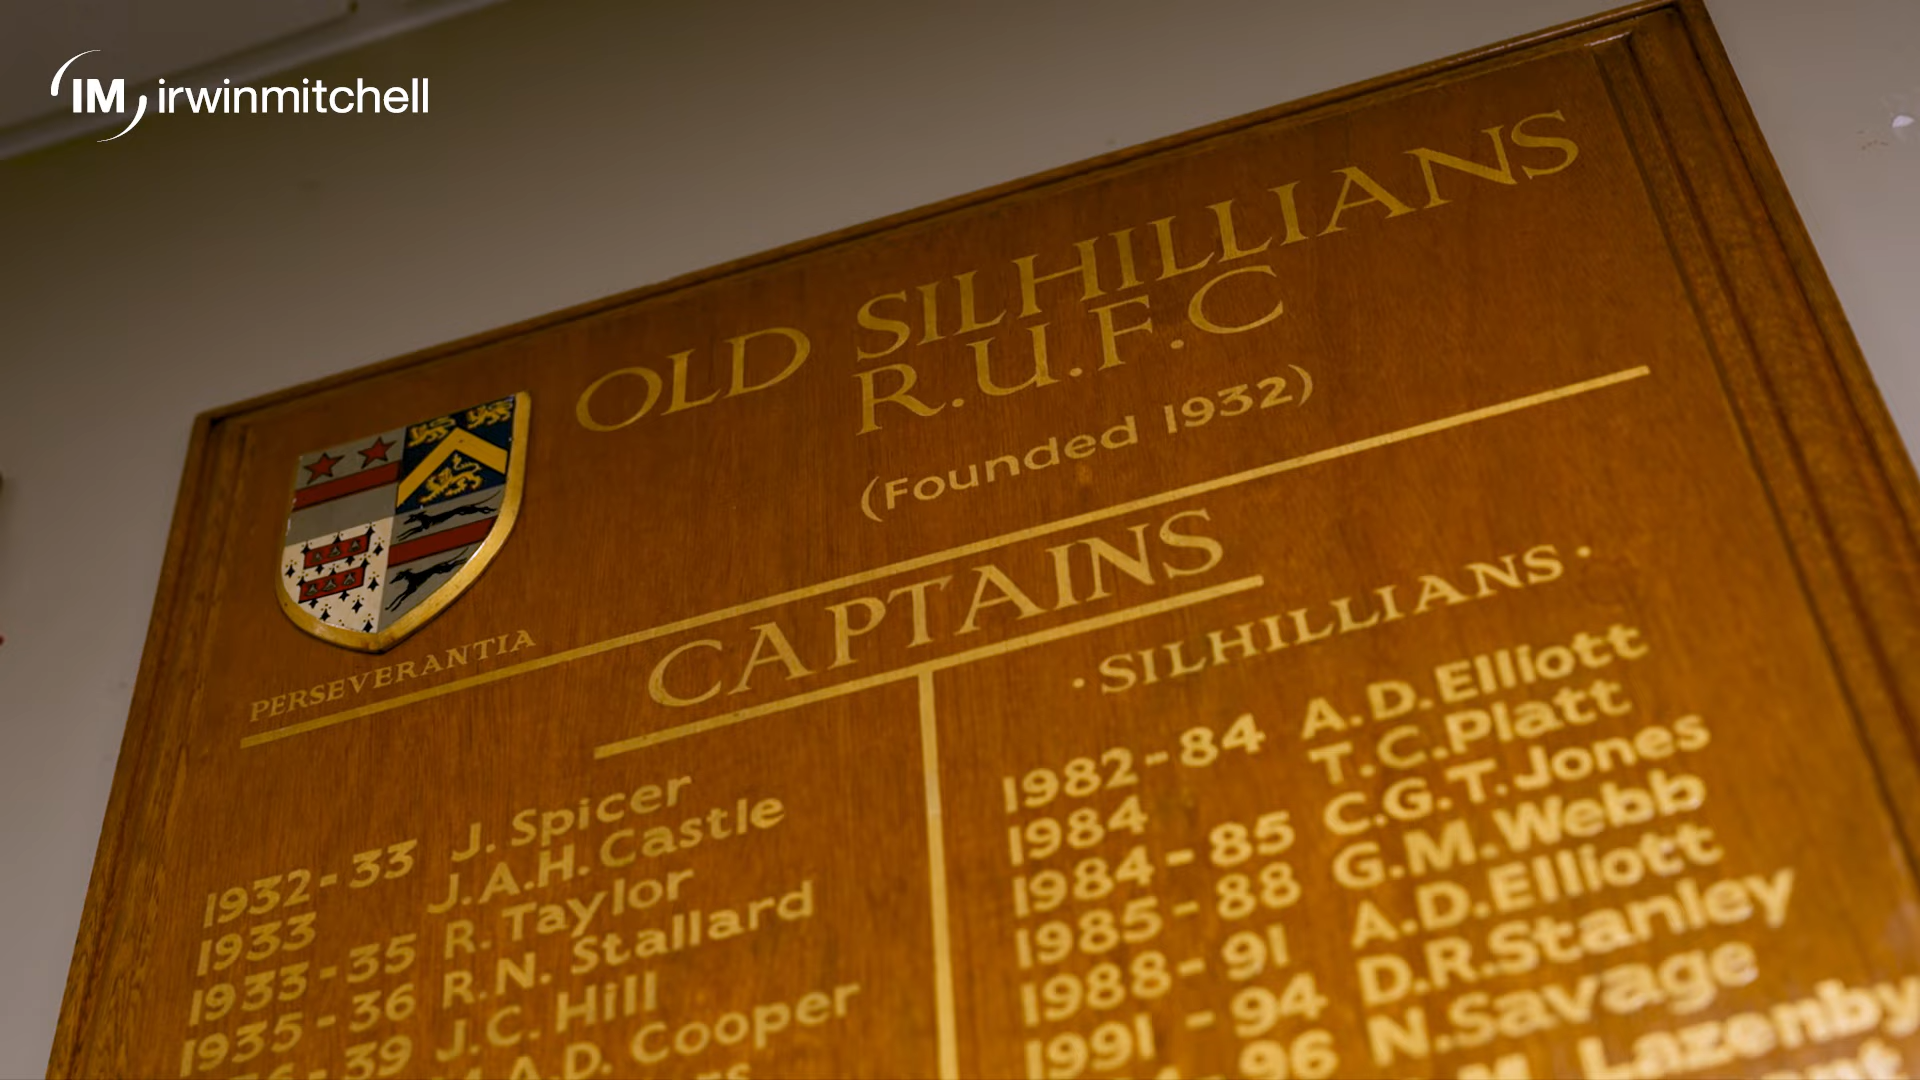 IM irwinmitchell
OLD SILHILLIANS
R.U.F.C
(Founded 1932)
PERSEVERANTIA
CAPTAINS
1932-33 J. Spicer
1933 J.A.H. Castle
1933-35 R. Taylor
1935-36 R.N. Stallard
-39 J.C. Hill
A.D. Cooper
·SILHILLIANS·
1982-84 A.D. Elliott
1984 T.C. Platt
1984-85 C.G.T. Jones
1985-88 G.M. Webb
1988-91 A.D. Elliott
1991-94 D.R. Stanley
-96 N. Savage
M Lazenby